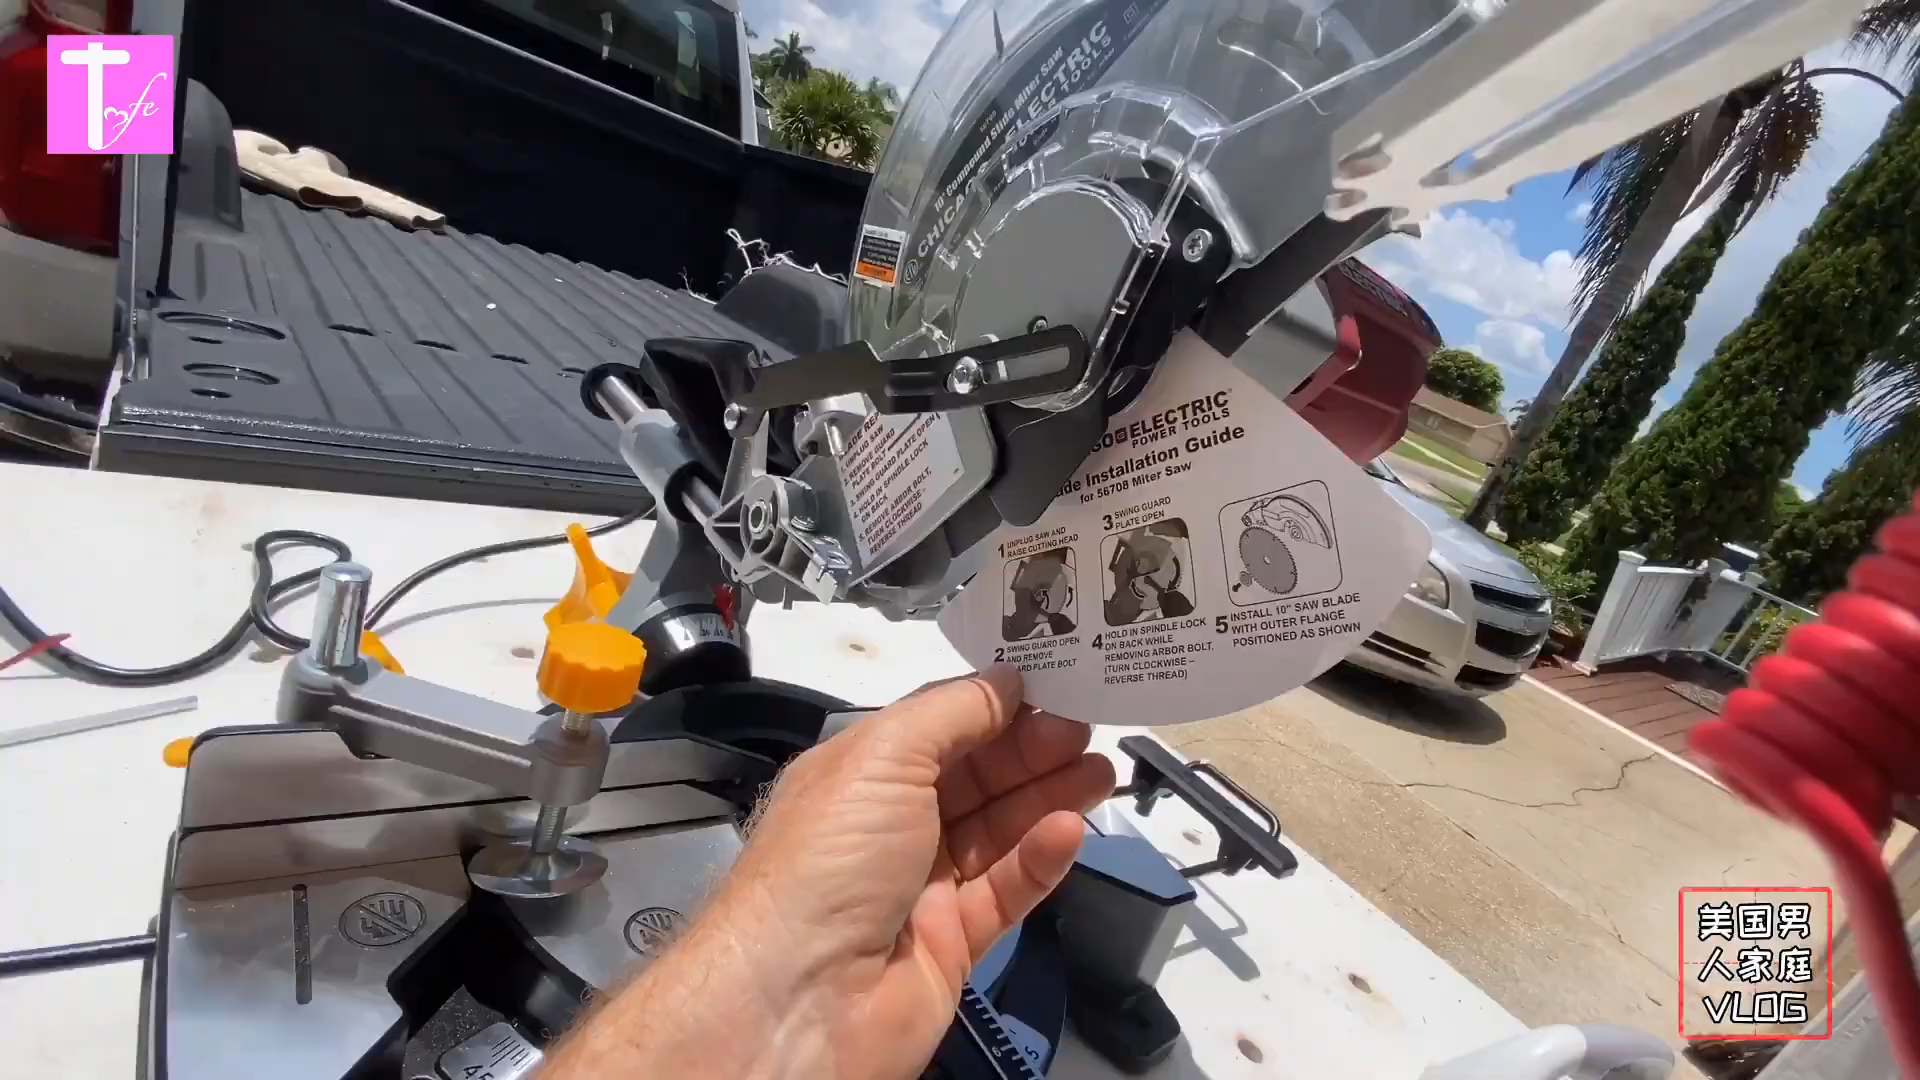 T
fe
10" Compound Slide Miter Saw
ELECTRIC
TOOLS
ELECTRIC
POWER TOOLS
Installation Guide
for 56708 Miter Saw
1 UNPLUG SAW AND
RAISE CUTTING HEAD
2 SWING GUARD OPEN
AND REMOVE
PLATE BOLT
3 SWING GUARD
PLATE OPEN
4 HOLD IN SPINDLE LOCK
ON BACK WHILE
REMOVING ARBOR BOLT,
(TURN CLOCKWISE –
REVERSE THREAD)
5 INSTALL 10" SAW BLADE
WITH OUTER FLANGE
POSITIONED AS SHOWN
1. UNPLUG SAW
2. REMOVE GUARD
PLATE BOLT
3. SWING GUARD PLATE OPEN
4. HOLD IN SPINDLE LOCK
ON BACK
5. REMOVE ARBOR BOLT,
TURN CLOCKWISE –
REVERSE THREAD
45
5
美国男
人家庭
VLOG